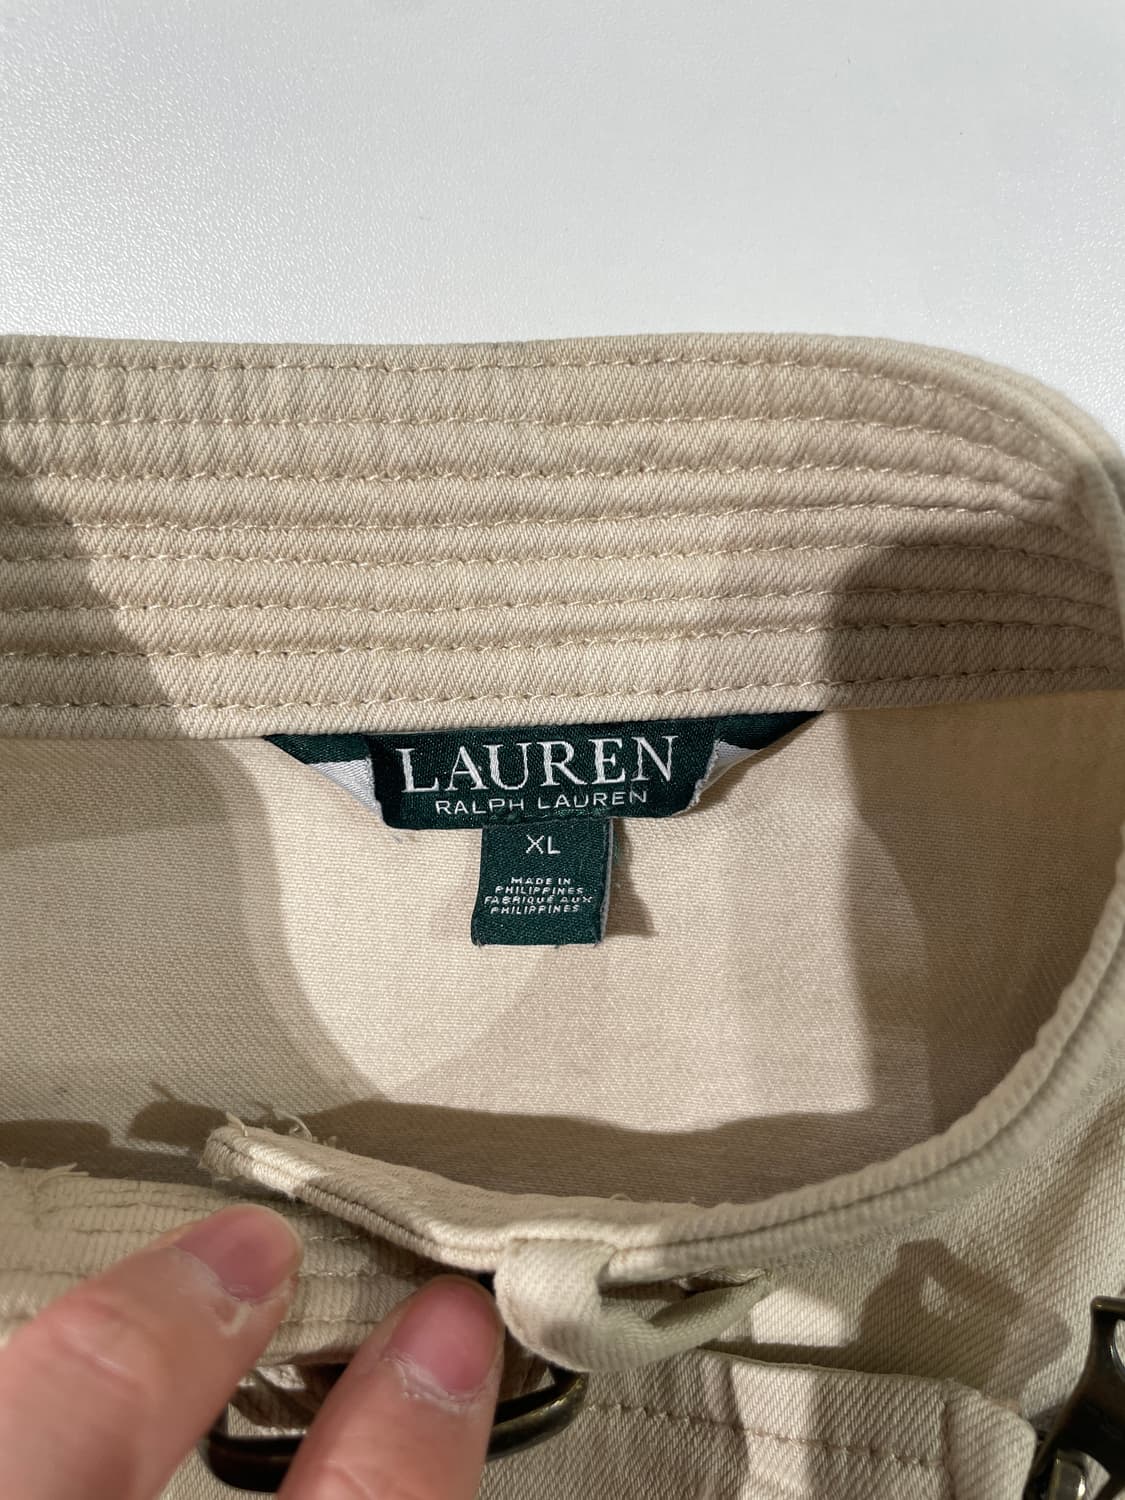 LAUREN
RALPH LAUREN
XL
MADE IN
PHILIPPINES
FABRIQUÉ AUX
PHILIPPINES